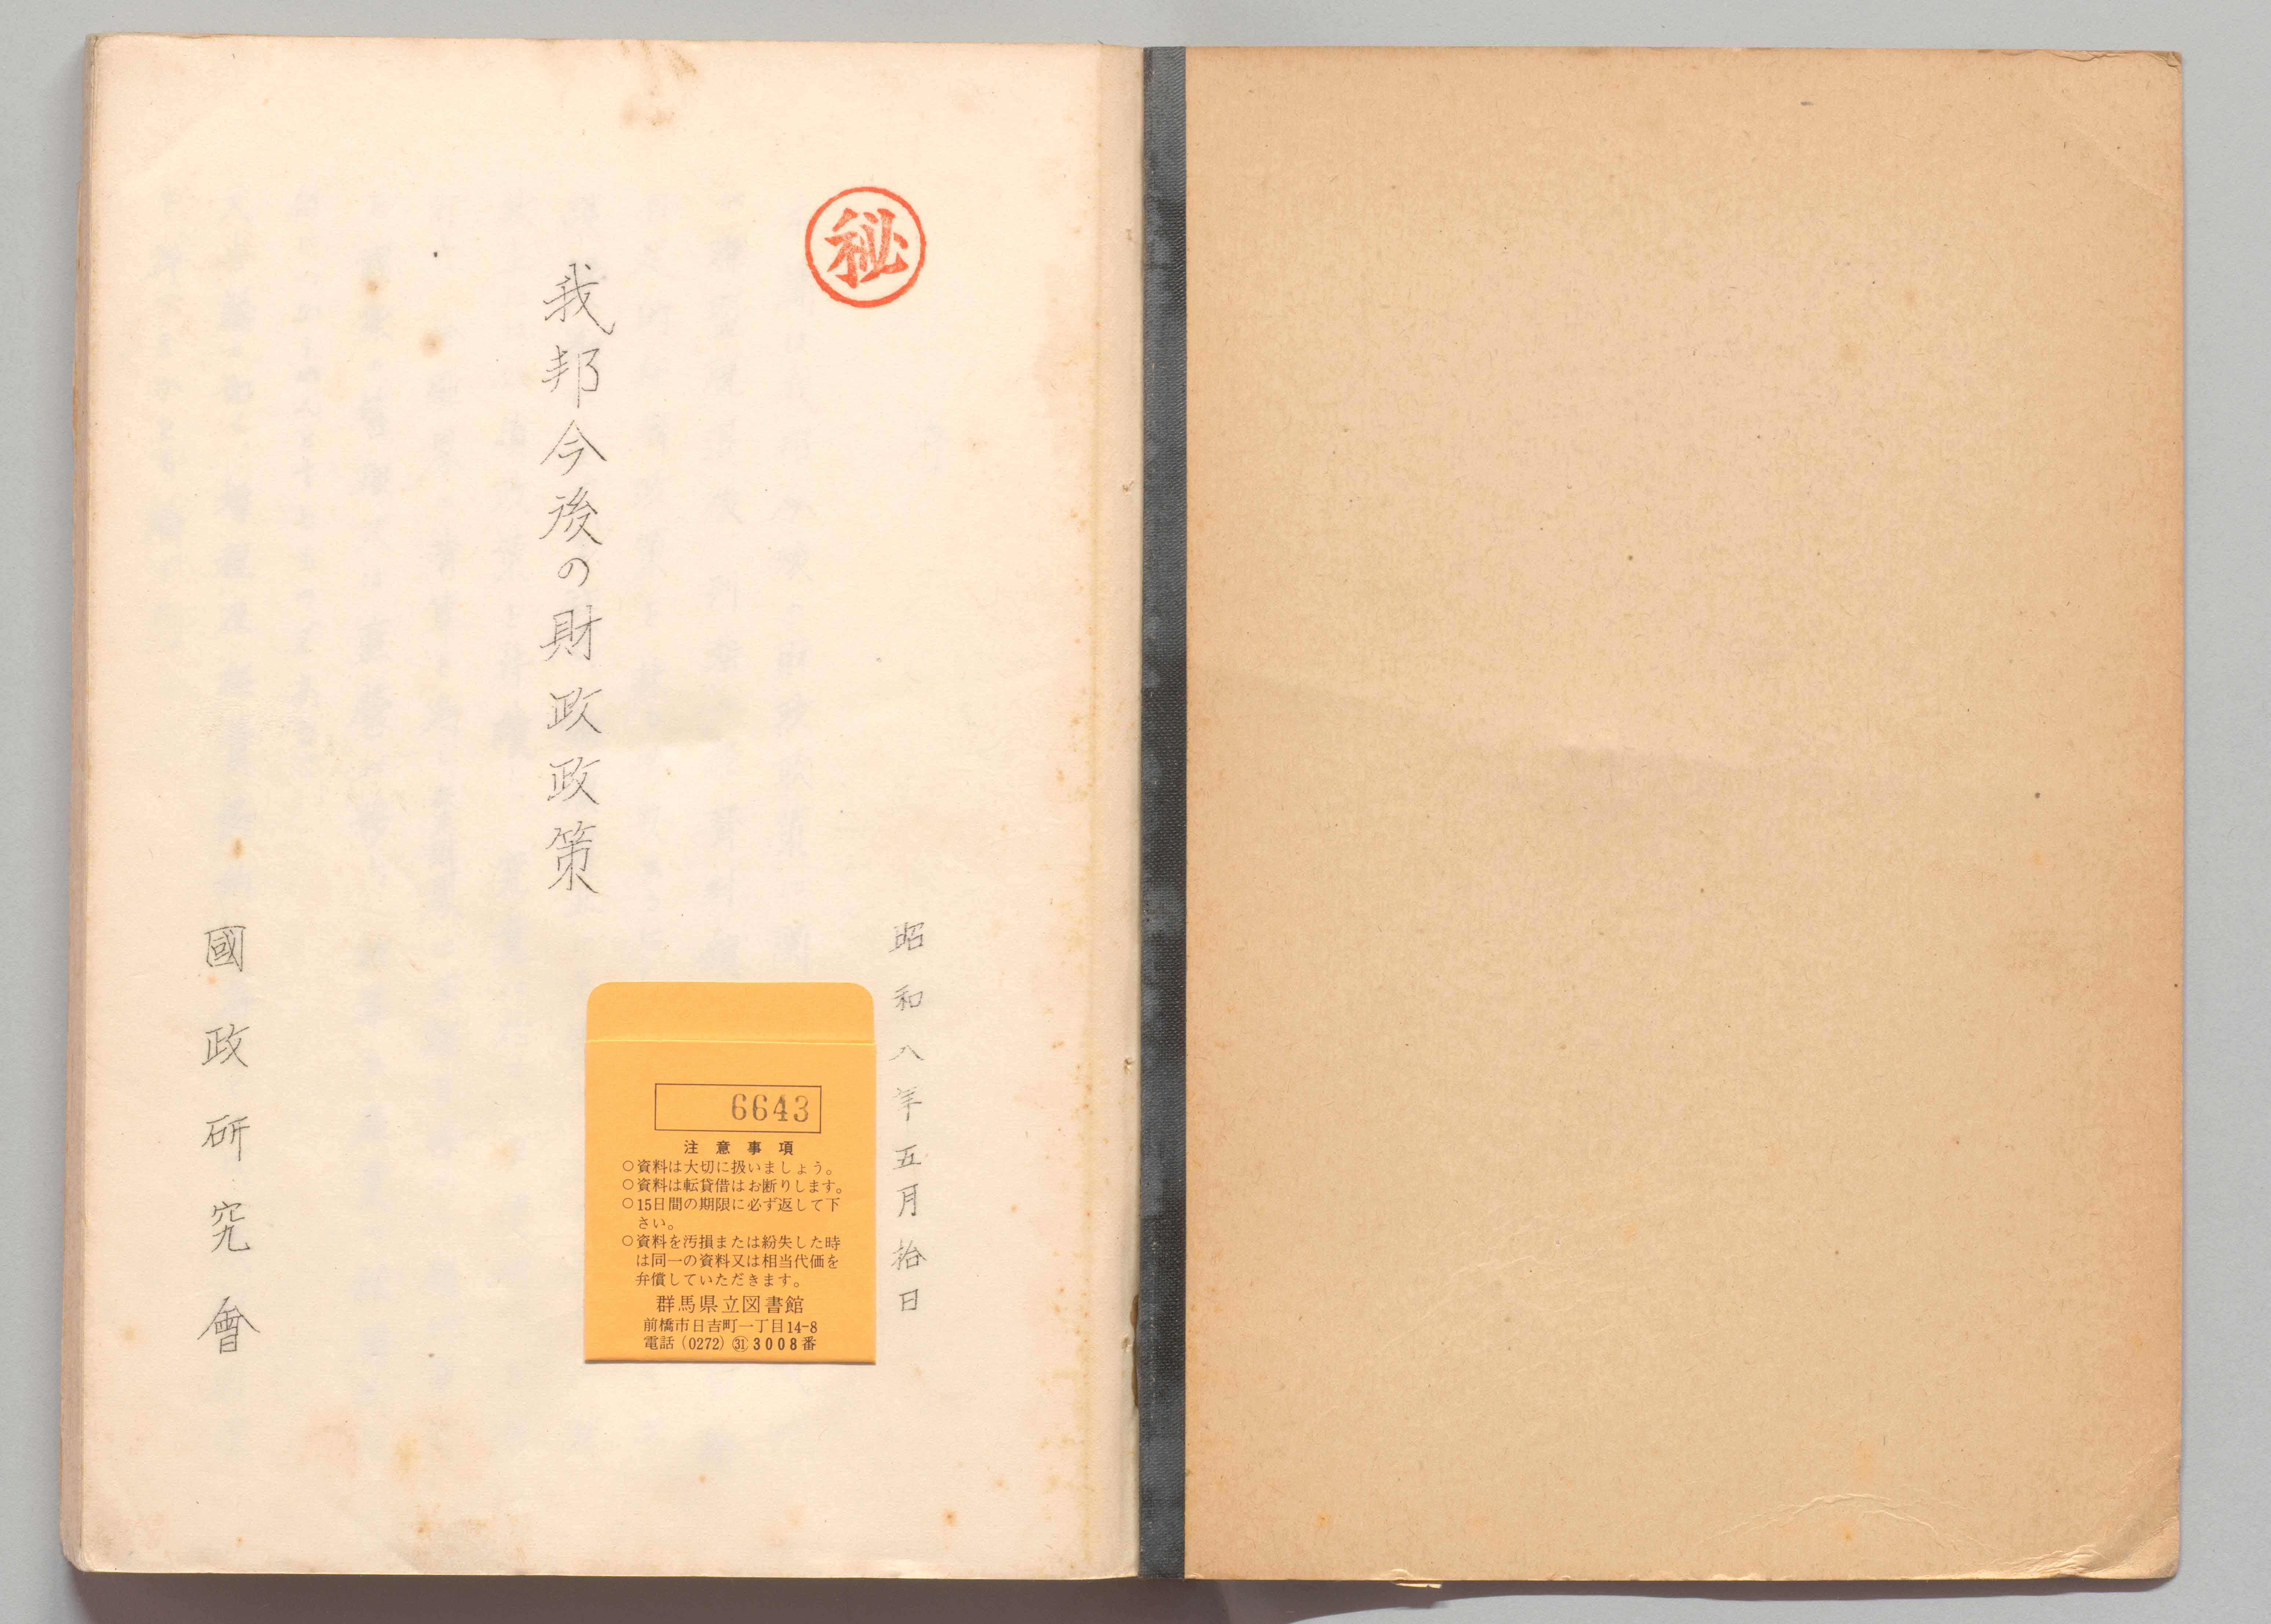 ㊙
昭和八年五月拾日
我邦今後の財政政策
國政研究會
6643
注意事項
○資料は大切に扱いましょう。
○資料は転貸借はお断りします。
○15日間の期限に必ず返して下
さい。
○資料を汚損または紛失した時
は同一の資料又は相当代価を
弁償していただきます。
群馬県立図書館
前橋市日吉町一丁目14-8
電話(0272)㉛3008番